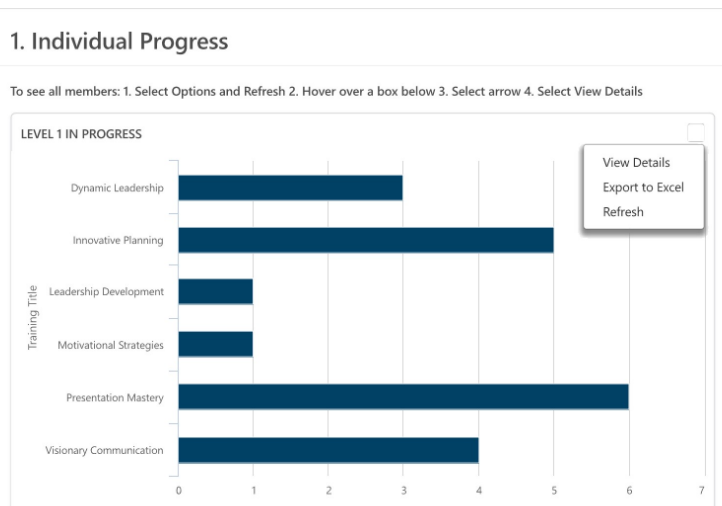 1. Individual Progress
To see all members: 1. Select Options and Refresh 2. Hover over a box below 3. Select arrow 4. Select View Details
LEVEL 1 IN PROGRESS
View Details
Export to Excel
Refresh
Training Title
Dynamic Leadership
Innovative Planning
Leadership Development
Motivational Strategies
Presentation Mastery
Visionary Communication
0 1 2 3 4 5 6 7